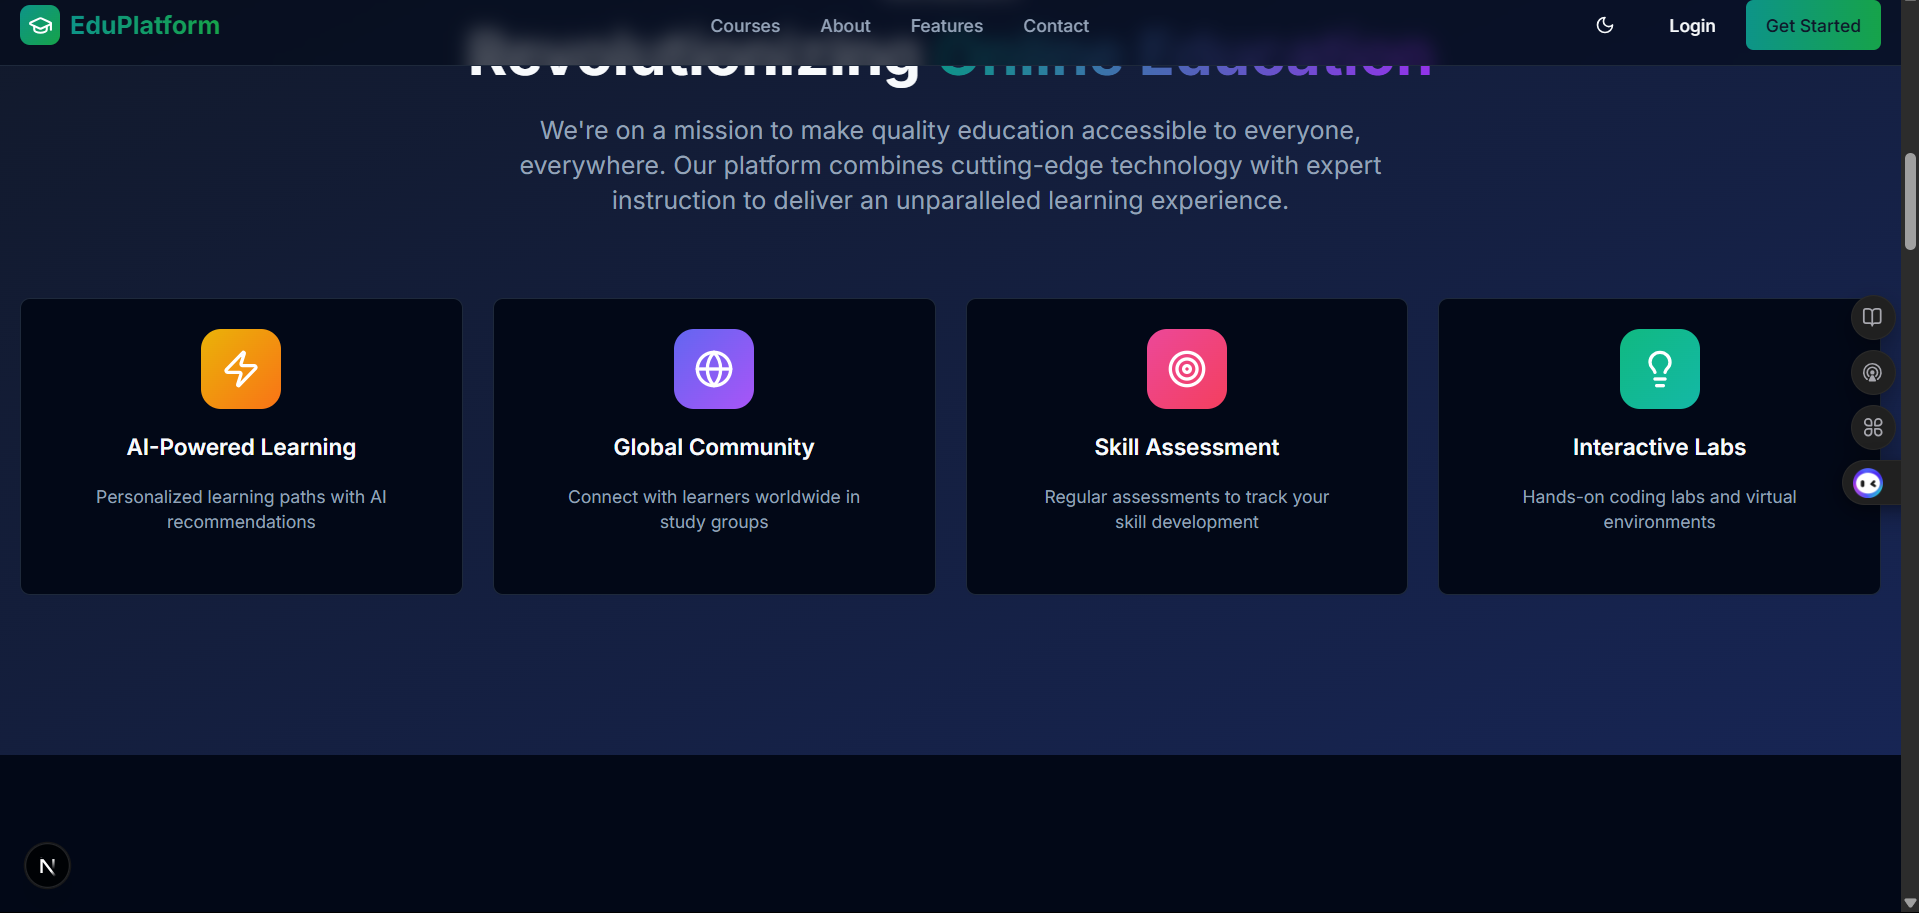 EduPlatform
Courses
About
Features
Contact
Login
Get Started
Revolutionizing Online Education
We're on a mission to make quality education accessible to everyone,
everywhere. Our platform combines cutting-edge technology with expert
instruction to deliver an unparalleled learning experience.
AI-Powered Learning
Personalized learning paths with AI
recommendations
Global Community
Connect with learners worldwide in
study groups
Skill Assessment
Regular assessments to track your
skill development
Interactive Labs
Hands-on coding labs and virtual
environments
N